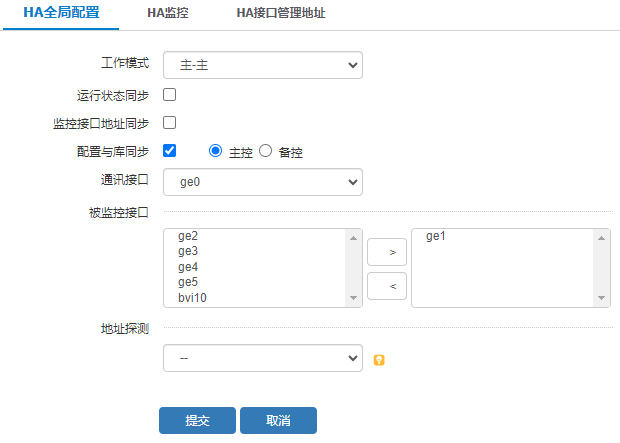 HA全局配置 HA监控 HA接口管理地址
工作模式 主-主
运行状态同步
监控接口地址同步
配置与库同步 主控 备控
通讯接口 ge0
被监控接口
ge2
ge3
ge4
ge5
bvi10
>
<
ge1
地址探测
--
提交 取消